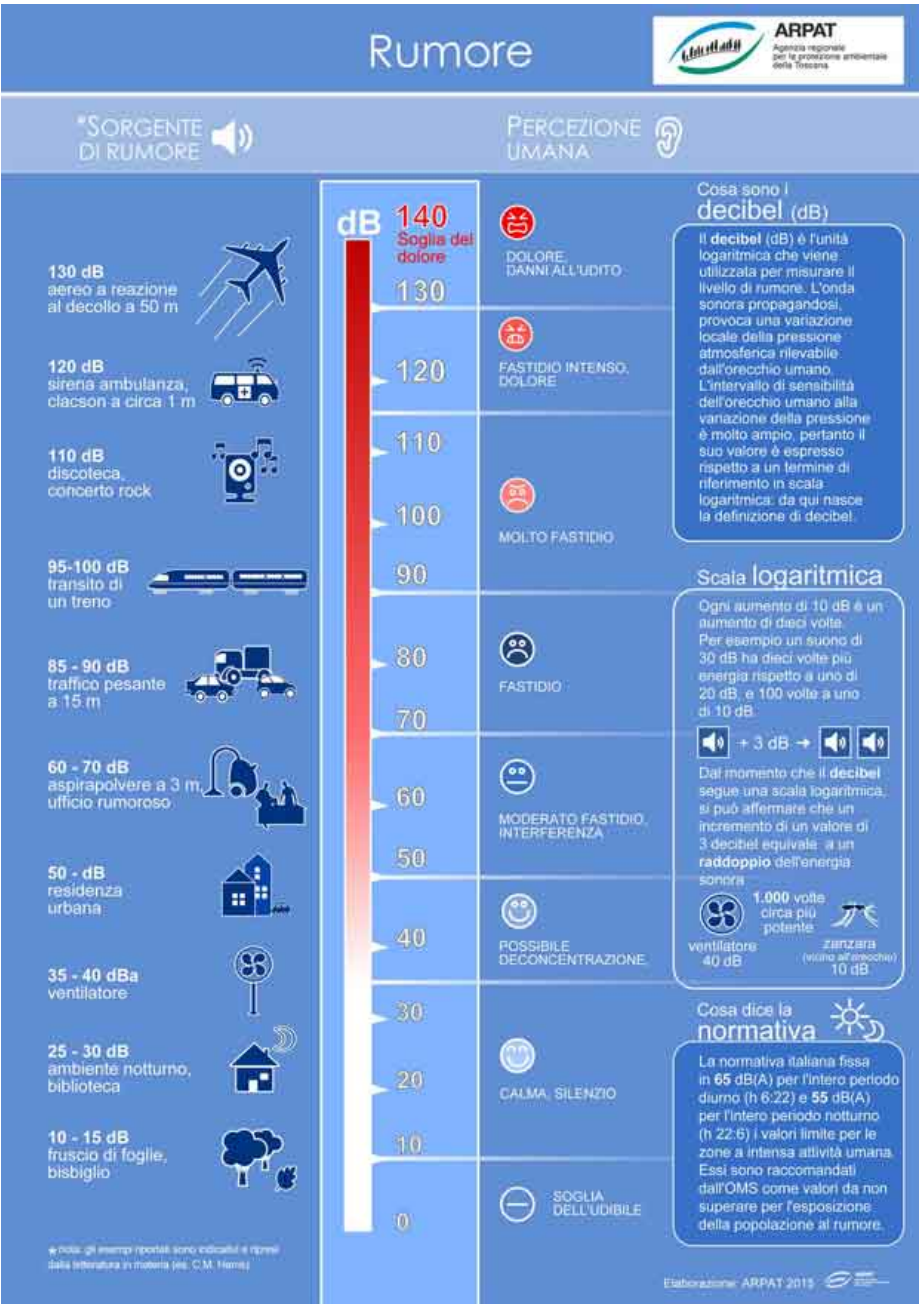 Rumore
ARPAT
Agenzia regionale
per la protezione ambientale
della Toscana
*SORGENTE
DI RUMORE
PERCEZIONE
UMANA
130 dB
aereo a reazione
al decollo a 50 m
120 dB
sirena ambulanza,
clacson a circa 1 m
110 dB
discoteca,
concerto rock
95-100 dB
transito di
un treno
85 - 90 dB
traffico pesante
a 15 m
60 - 70 dB
aspirapolvere a 3 m,
ufficio rumoroso
50 - dB
residenza
urbana
35 - 40 dBa
ventilatore
25 - 30 dB
ambiente notturno,
biblioteca
10 - 15 dB
fruscio di foglie,
bisbiglio
* nota: gli esempi riportati sono indicativi e ripresi
dalla letteratura in materia (es. C.M. Harris)
dB
140
Soglia del
dolore
130
120
110
100
90
80
70
60
50
40
30
20
10
0
DOLORE,
DANNI ALL'UDITO
FASTIDIO INTENSO,
DOLORE
MOLTO FASTIDIO
FASTIDIO
MODERATO FASTIDIO,
INTERFERENZA
POSSIBILE
DECONCENTRAZIONE
CALMA, SILENZIO
SOGLIA
DELL'UDIBILE
Cosa sono i
decibel (dB)
Il decibel (dB) è l'unità
logaritmica che viene
utilizzata per misurare il
livello di rumore. L'onda
sonora propagandosi,
provoca una variazione
locale della pressione
atmosferica rilevabile
dall'orecchio umano.
L'intervallo di sensibilità
dell'orecchio umano alla
variazione della pressione
è molto ampio, pertanto il
suo valore è espresso
rispetto a un termine di
riferimento in scala
logaritmica: da qui nasce
la definizione di decibel.
Scala logaritmica
Ogni aumento di 10 dB è un
aumento di dieci volte.
Per esempio un suono di
30 dB ha dieci volte più
energia rispetto a uno di
20 dB, e 100 volte a uno
di 10 dB.
+ 3 dB →
Dal momento che il decibel
segue una scala logaritmica,
si può affermare che un
incremento di un valore di
3 decibel equivale a un
raddoppio dell'energia
sonora
1.000 volte
circa più
potente
ventilatore
40 dB
zanzara
(vicino all'orecchio)
10 dB
Cosa dice la
normativa
La normativa italiana fissa
in 65 dB(A) per l'intero periodo
diurno (h 6:22) e 55 dB(A)
per l'intero periodo notturno
(h 22:6) i valori limite per le
zone a intensa attività umana.
Essi sono raccomandati
dall'OMS come valori da non
superare per l'esposizione
della popolazione al rumore.
Elaborazione: ARPAT 2015